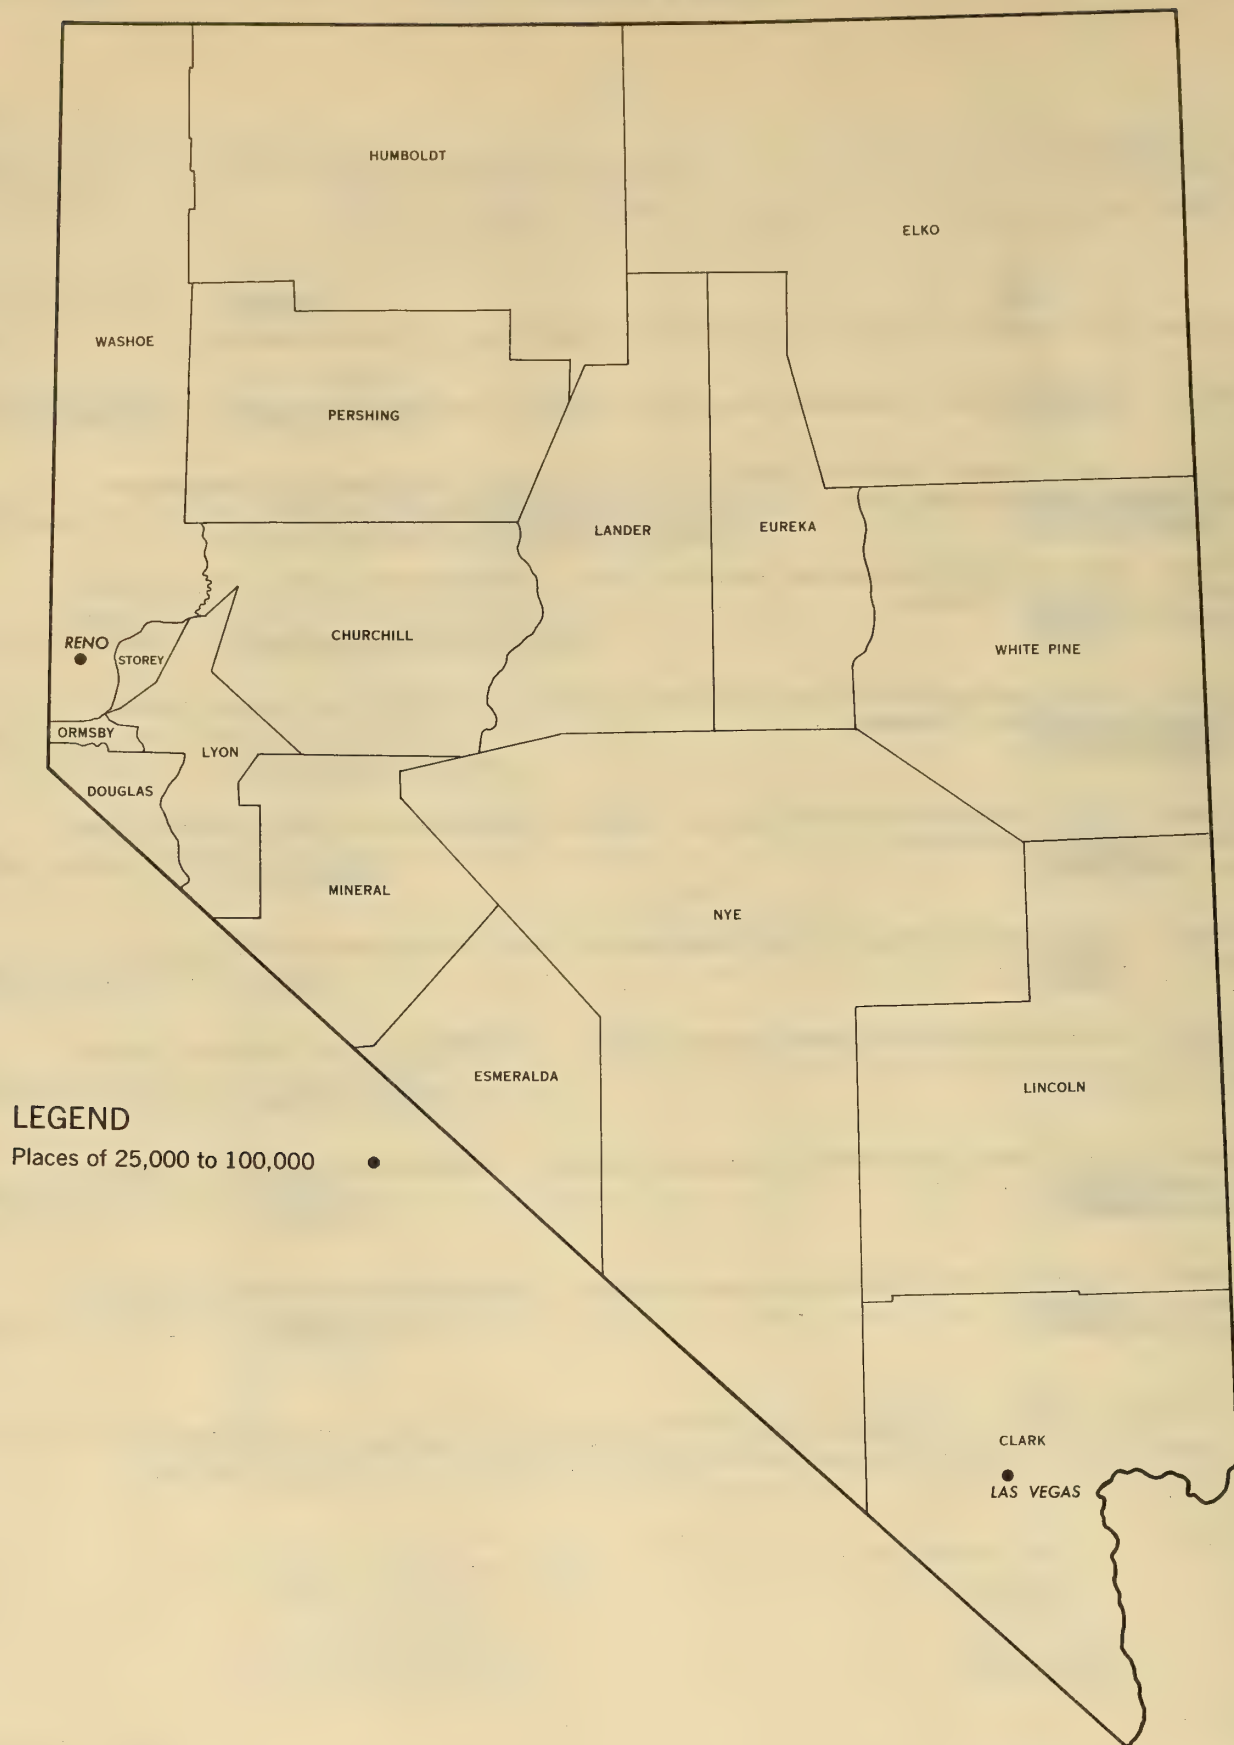 HUMBOLDT
ELKO
WASHOE
PERSHING
LANDER
EUREKA
CHURCHILL
RENO
STOREY
WHITE PINE
ORMSBY
LYON
DOUGLAS
MINERAL
NYE
ESMERALDA
LINCOLN
LEGEND
Places of 25,000 to 100,000
CLARK
LAS VEGAS